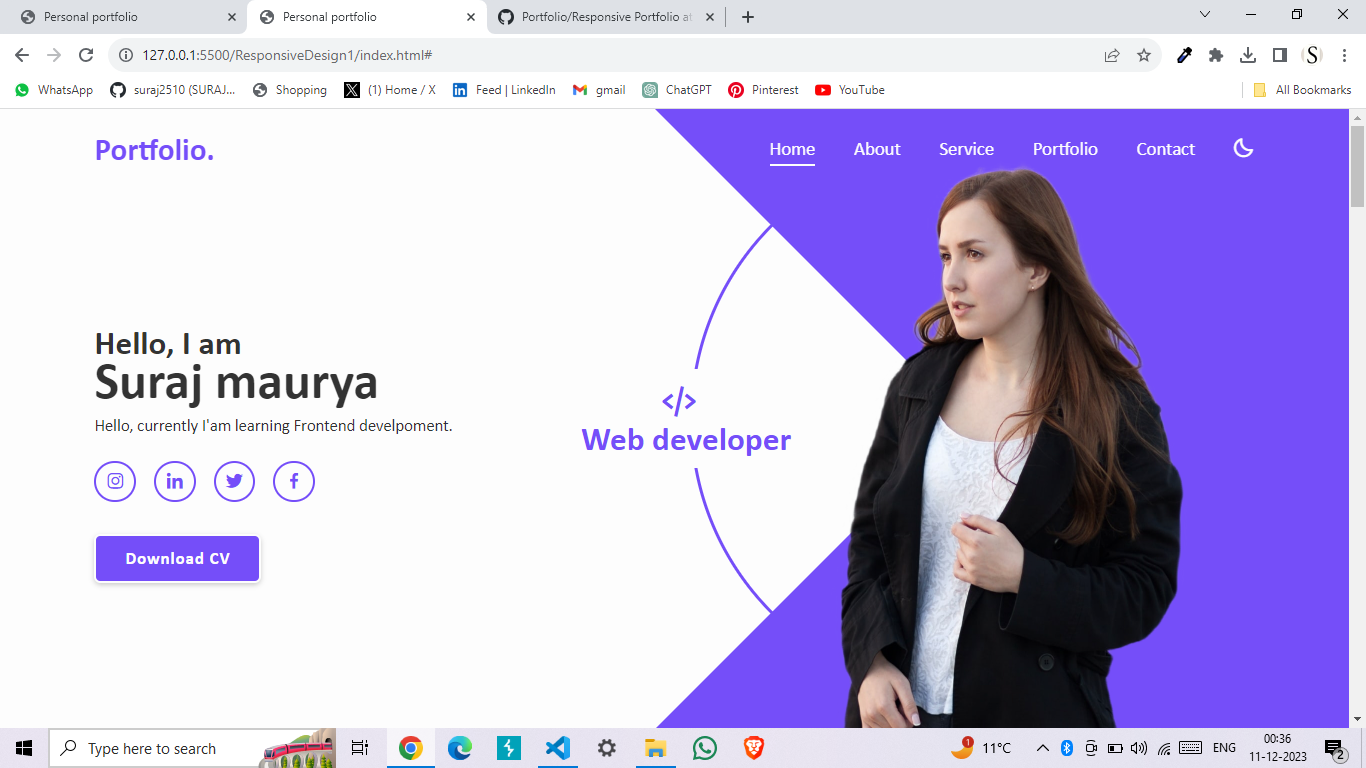 Personal portfolio
Personal portfolio
Portfolio/Responsive Portfolio at
127.0.0.1:5500/ResponsiveDesign1/index.html#
S
WhatsApp
suraj2510 (SURAJ...
Shopping
(1) Home / X
Feed | LinkedIn
gmail
ChatGPT
Pinterest
YouTube
All Bookmarks
Portfolio.
Home
About
Service
Portfolio
Contact
Hello, I am
Suraj maurya
Hello, currently I'am learning Frontend develpoment.
</>
Web developer
Download CV
Type here to search
1
11°C
ENG
00:36
11-12-2023
2